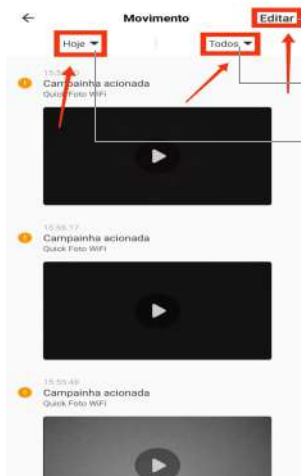 Movimento
Editar
Hoje
Todos
Campainha acionada
Quick Foto WiFi
15:56:17
Campainha acionada
Quick Foto WiFi
15:55:48
Campainha acionada
Quick Foto WiFi